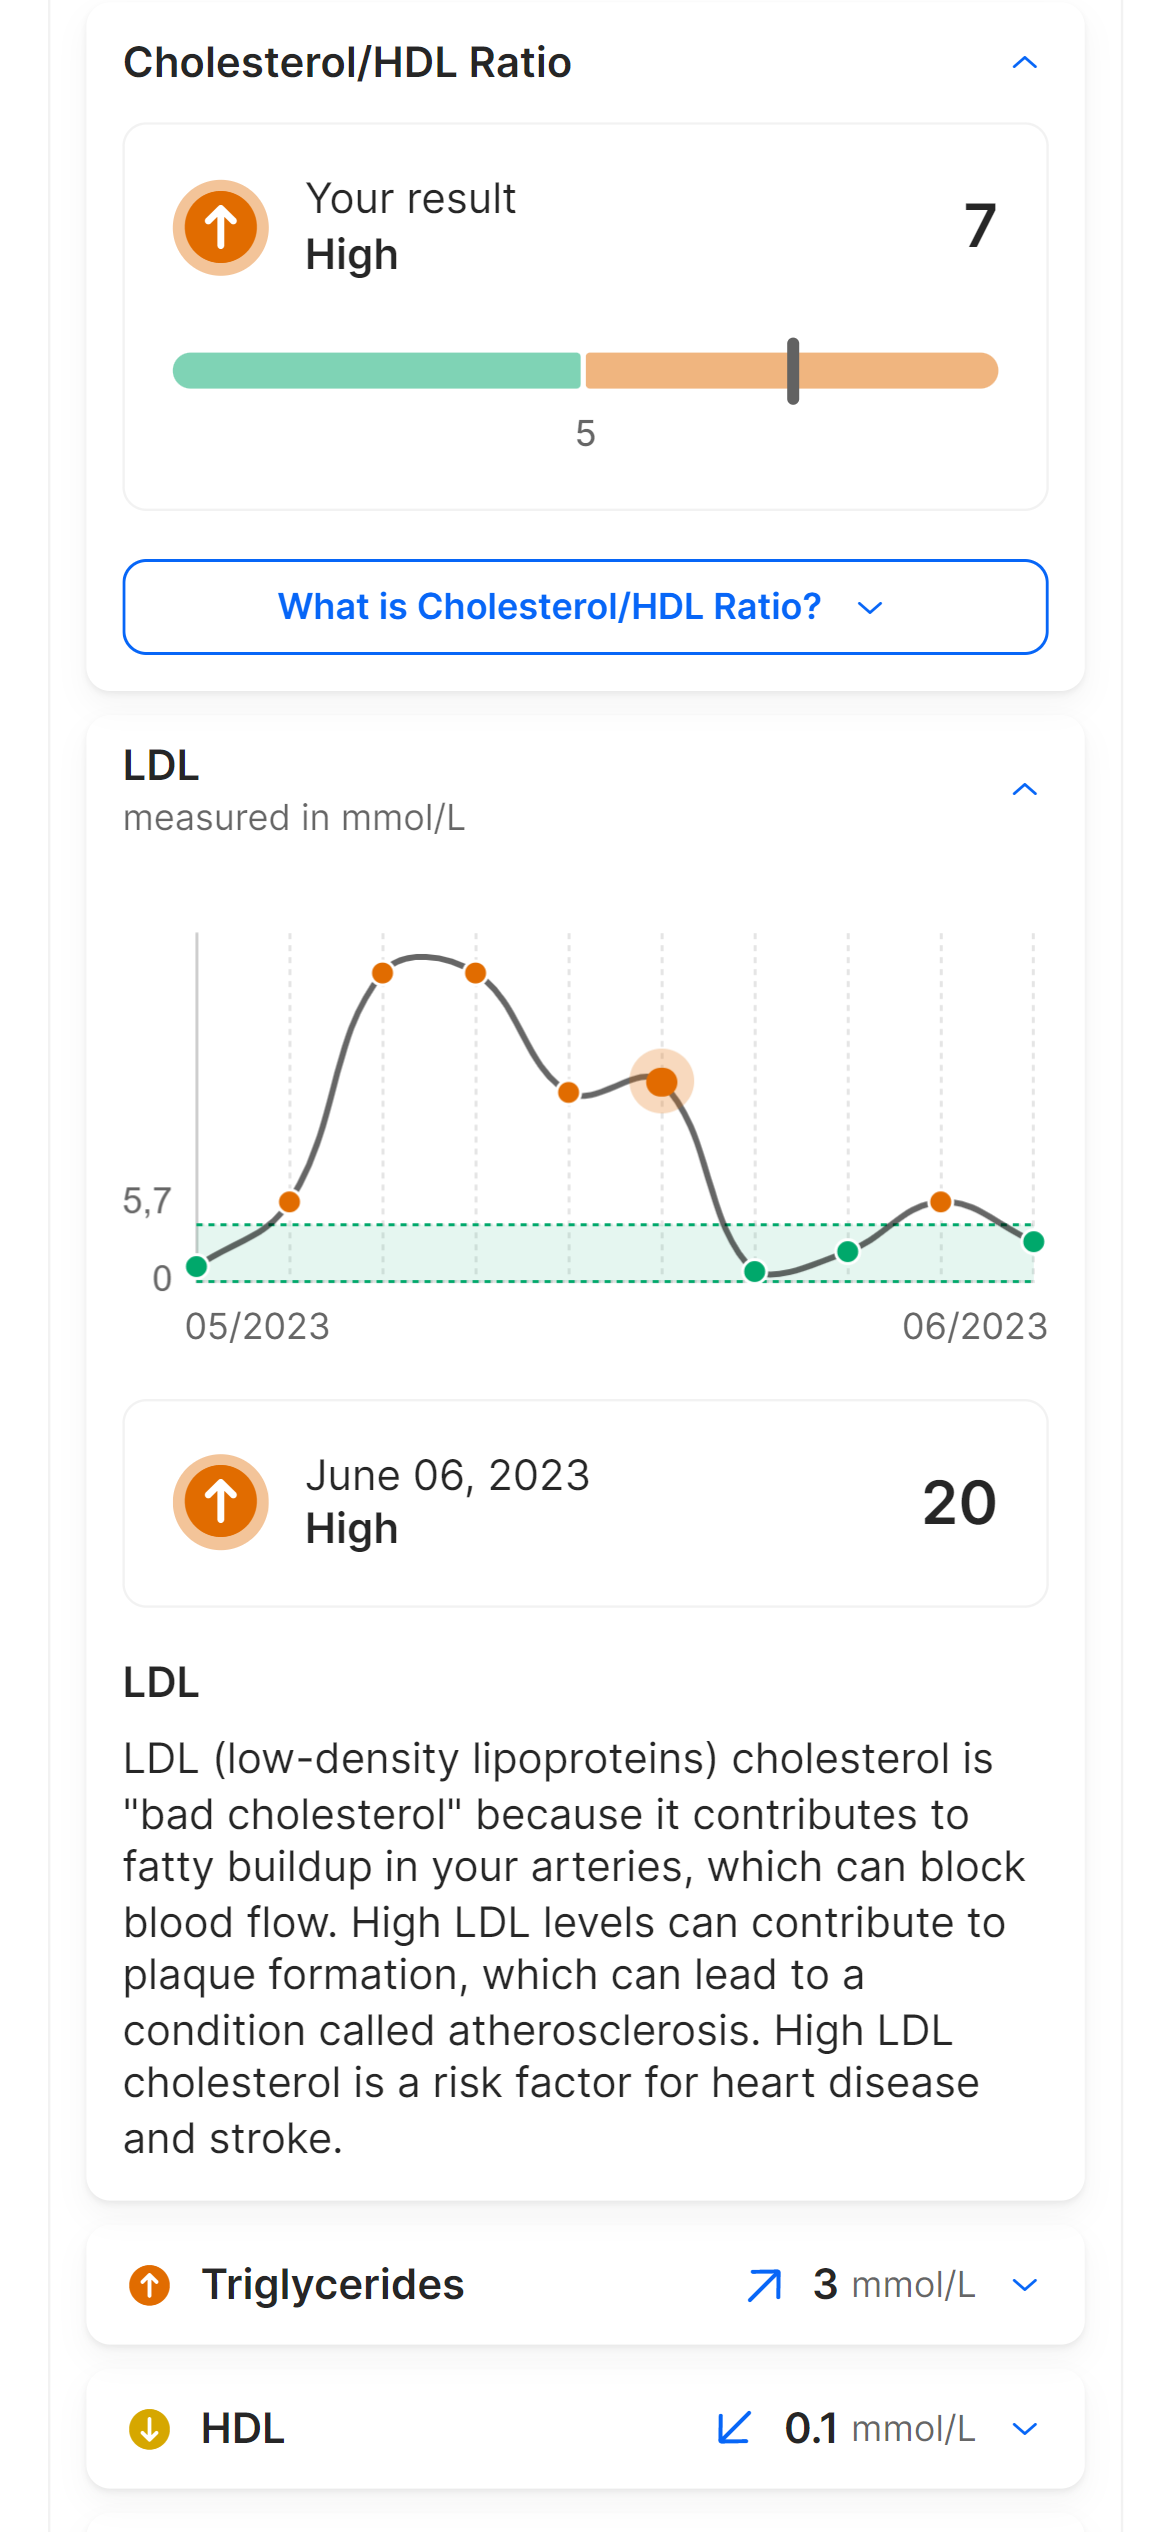 Cholesterol/HDL Ratio
Your result
High
7
5
What is Cholesterol/HDL Ratio?
LDL
measured in mmol/L
5,7
0
05/2023
06/2023
June 06, 2023
High
20
LDL
LDL (low-density lipoproteins) cholesterol is
"bad cholesterol" because it contributes to
fatty buildup in your arteries, which can block
blood flow. High LDL levels can contribute to
plaque formation, which can lead to a
condition called atherosclerosis. High LDL
cholesterol is a risk factor for heart disease
and stroke.
Triglycerides 3 mmol/L
HDL 0.1 mmol/L